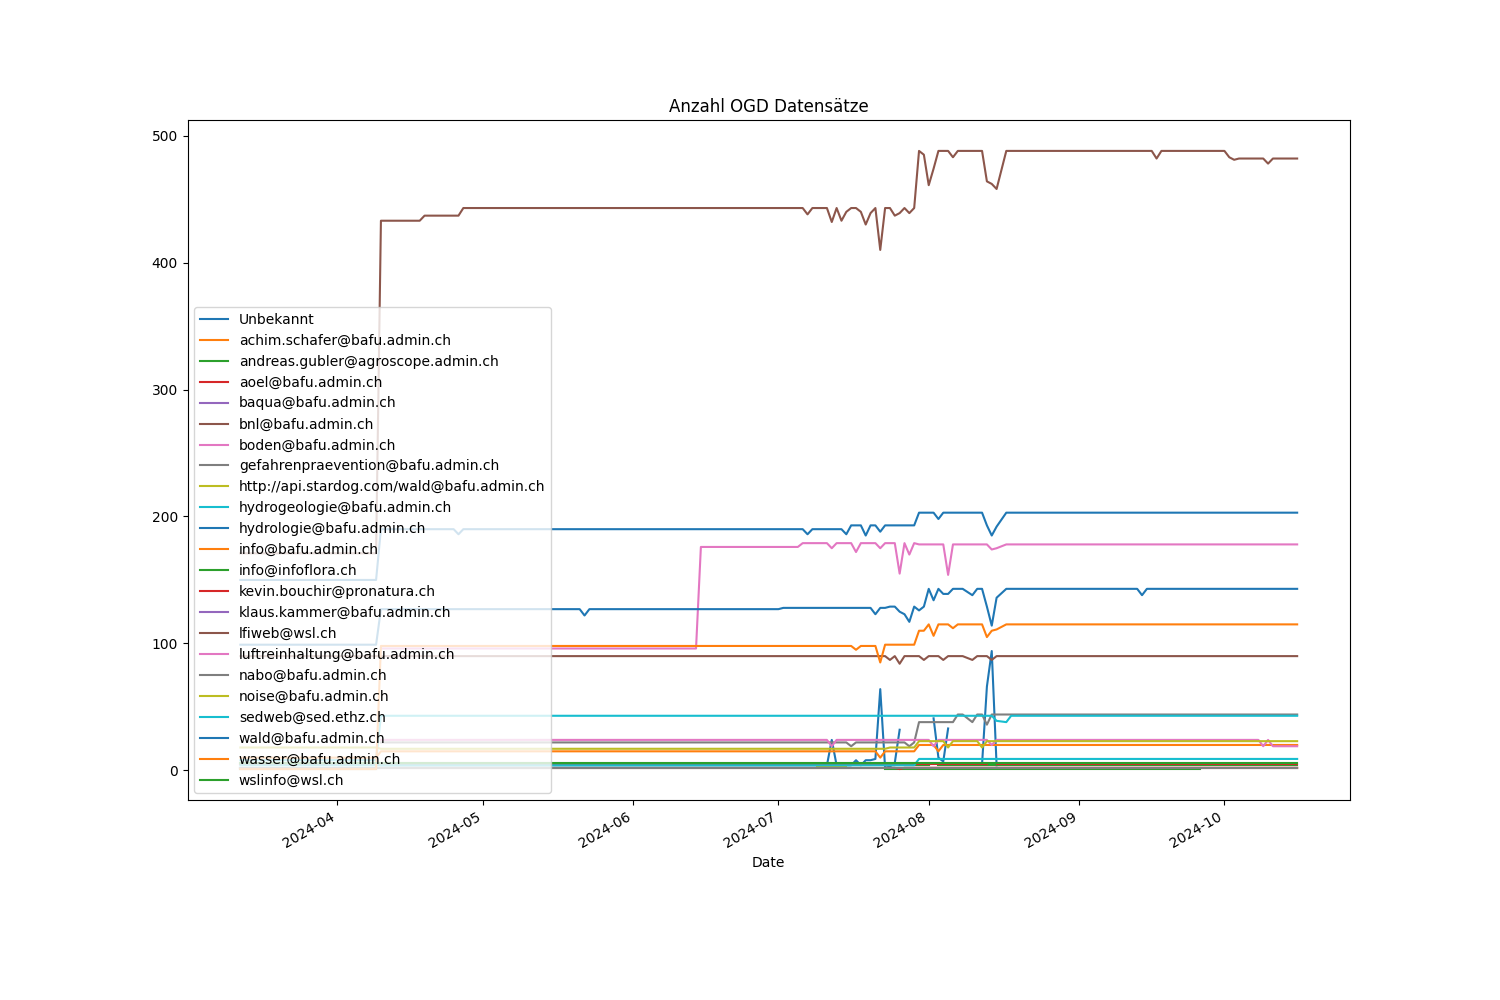 Anzahl OGD Datensätze
500
400
300
200
100
0
Unbekannt
achim.schafer@bafu.admin.ch
andreas.gubler@agroscope.admin.ch
aoel@bafu.admin.ch
baqua@bafu.admin.ch
bnl@bafu.admin.ch
boden@bafu.admin.ch
gefahrenpraevention@bafu.admin.ch
http://api.stardog.com/wald@bafu.admin.ch
hydrogeologie@bafu.admin.ch
hydrologie@bafu.admin.ch
info@bafu.admin.ch
info@infoflora.ch
kevin.bouchir@pronatura.ch
klaus.kammer@bafu.admin.ch
lfiweb@wsl.ch
luftreinhaltung@bafu.admin.ch
nabo@bafu.admin.ch
noise@bafu.admin.ch
sedweb@sed.ethz.ch
wald@bafu.admin.ch
wasser@bafu.admin.ch
wslinfo@wsl.ch
2024-04
2024-05
2024-06
2024-07
2024-08
2024-09
2024-10
Date